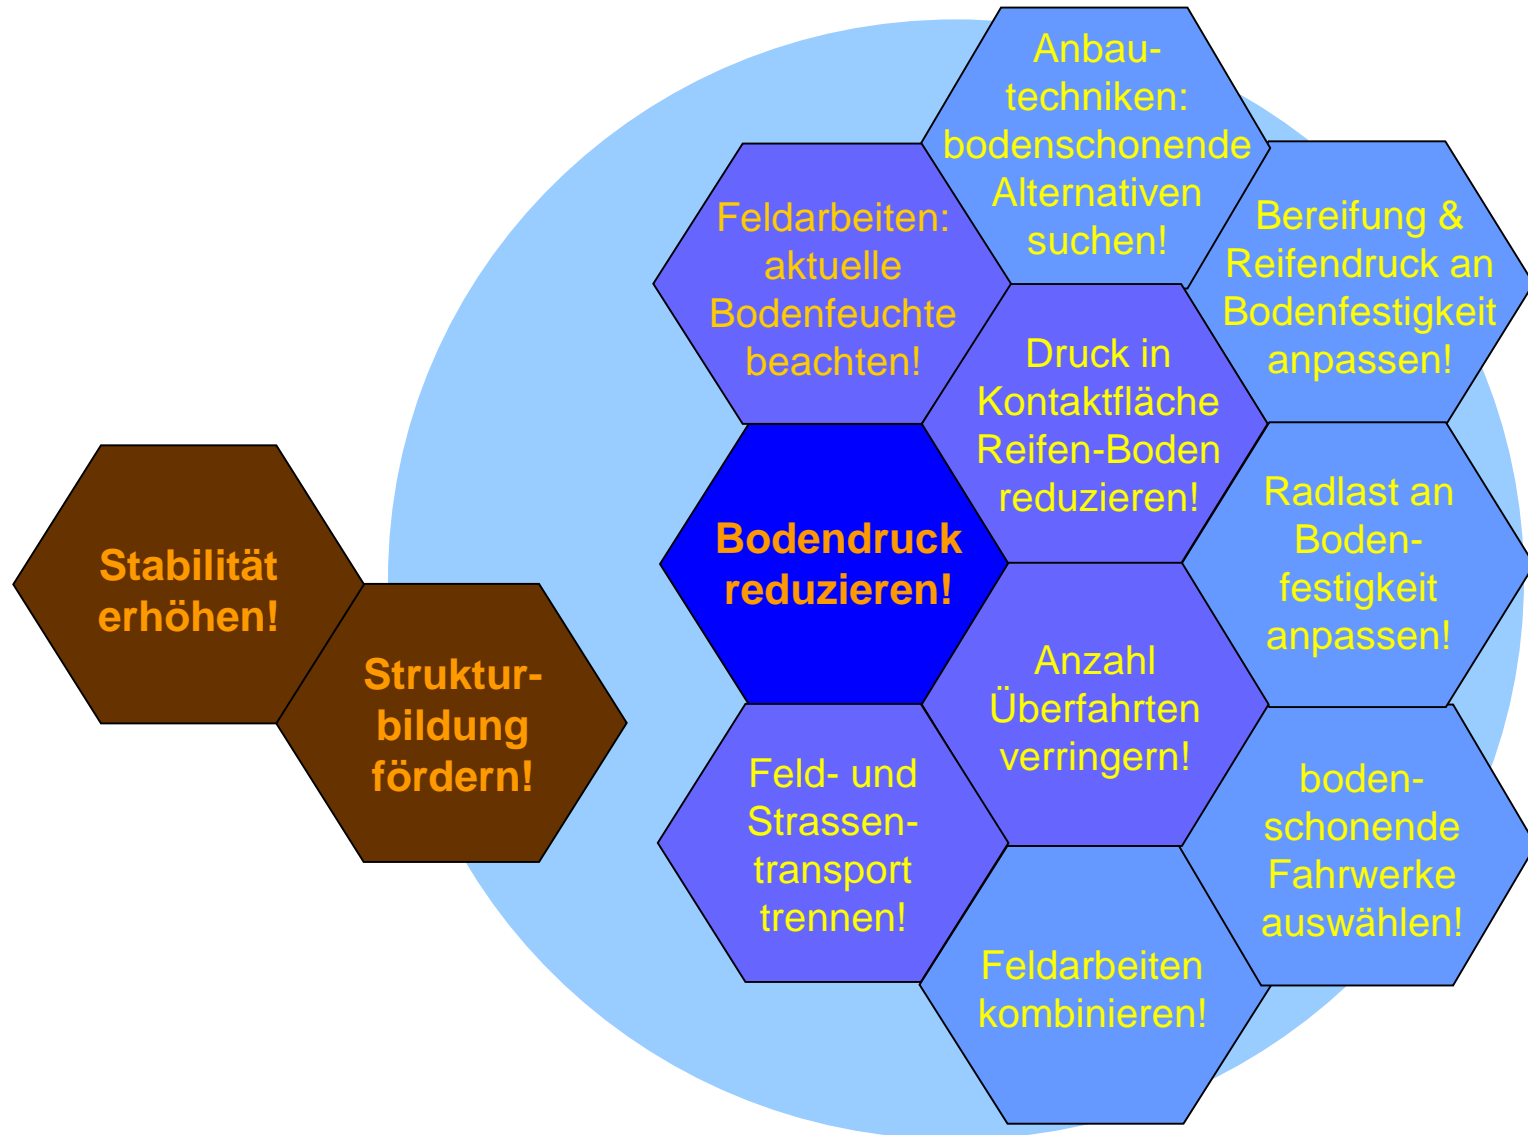 Stabilität
erhöhen!
Struktur-
bildung
fördern!
Anbau-
techniken:
bodenschonende
Alternativen
suchen!
Feldarbeiten:
aktuelle
Bodenfeuchte
beachten!
Bereifung &
Reifendruck an
Bodenfestigkeit
anpassen!
Druck in
Kontaktfläche
Reifen-Boden
reduzieren!
Bodendruck
reduzieren!
Radlast an
Boden-
festigkeit
anpassen!
Anzahl
Überfahrten
verringern!
Feld- und
Strassen-
transport
trennen!
boden-
schonende
Fahrwerke
auswählen!
Feldarbeiten
kombinieren!